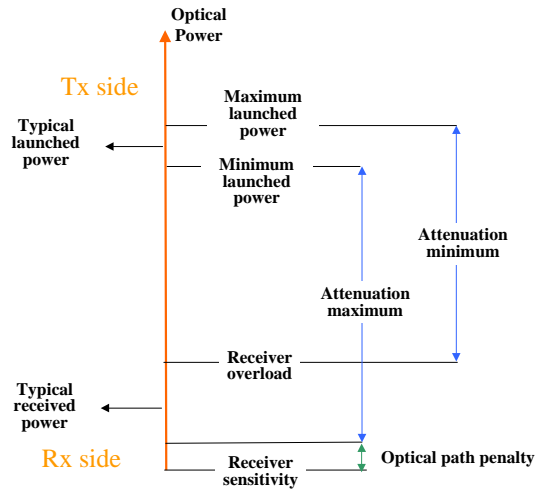 Optical
Power
Tx side
Maximum
launched
power
Typical
launched
power
Minimum
launched
power
Attenuation
minimum
Attenuation
maximum
Receiver
overload
Typical
received
power
Rx side
Receiver
sensitivity
Optical path penalty